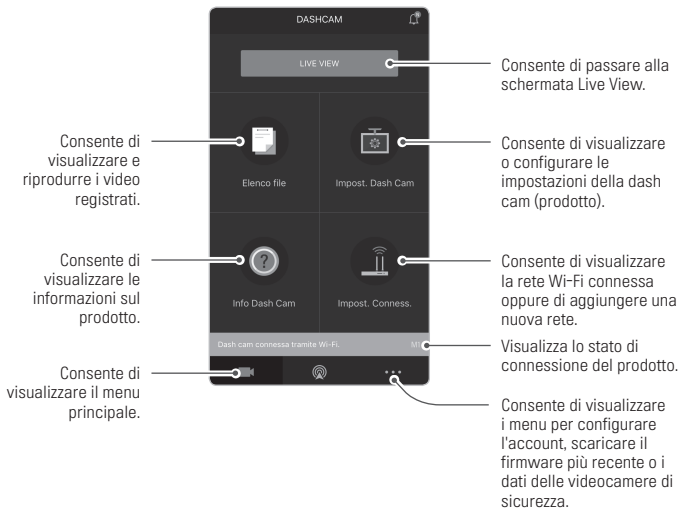 DASHCAM
LIVE VIEW
Elenco file
Impost. Dash Cam
Info Dash Cam
Impost. Conness.
Dash cam connessa tramite Wi-Fi.
Consente di
visualizzare e
riprodurre i video
registrati.
Consente di
visualizzare le
informazioni sul
prodotto.
Consente di
visualizzare il menu
principale.
Consente di passare alla
schermata Live View.
Consente di visualizzare
o configurare le
impostazioni della dash
cam (prodotto).
Consente di visualizzare
la rete Wi-Fi connessa
oppure di aggiungere una
nuova rete.
Visualizza lo stato di
connessione del prodotto.
Consente di visualizzare
i menu per configurare
l'account, scaricare il
firmware più recente o i
dati delle videocamere di
sicurezza.